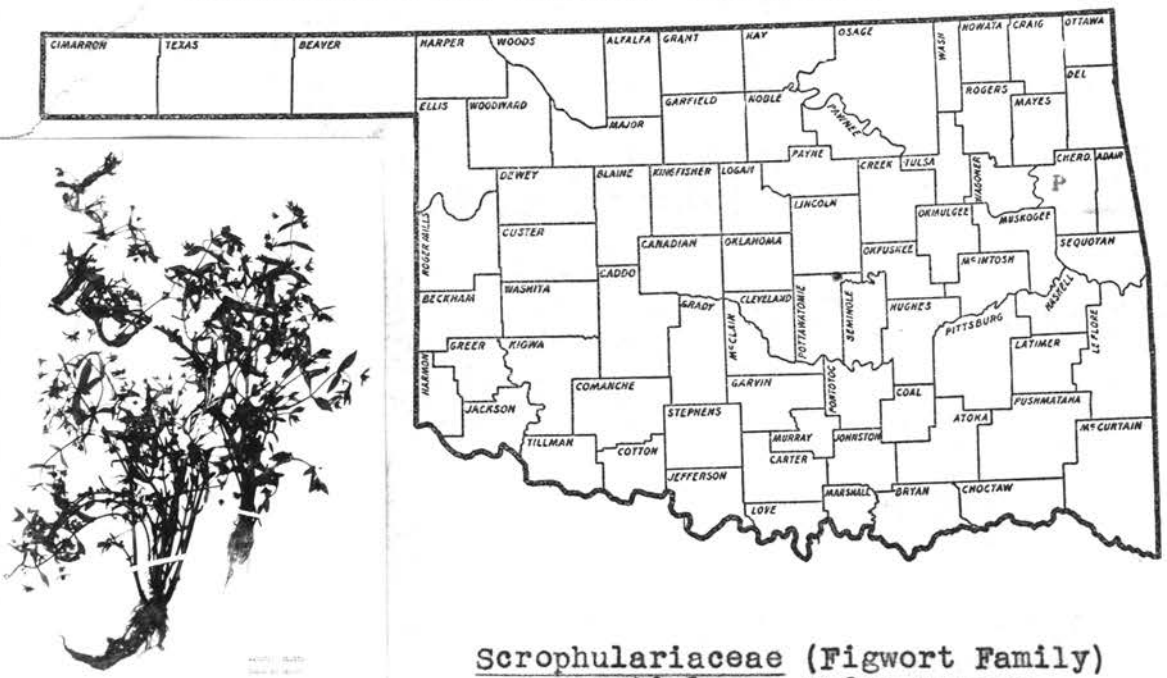 CIMARRON TEXAS BEAVER HARPER WOODS ALFALFA GRANT KAY OSAGE WASH NOWATA CRAIG OTTAWA
DEL
ELLIS WOODWARD GARFIELD NOBLE ROGERS MAYES
MAJOR PAWNEE
PAYNE CREEK TULSA WAGONER CHERO. ADAIR
DEWEY BLAINE KINGFISHER LOGAN P
LINCOLN
ROGER MILLS CUSTER OKMULGEE MUSKOGEE
CANADIAN OKLAHOMA OKFUSKEE SEQUOYAH
CADDO McINTOSH
BECKHAM WASHITA GRADY CLEVELAND POTTAWATOMIE SEMINOLE HUGHES PITTSBURG HASKELL
McCLAIN LE FLORE
HARMON GREER KIOWA LATIMER
COMANCHE GARVIN PONTOTOC COAL PUSHMATAHA
JACKSON STEPHENS ATOKA McCURTAIN
TILLMAN COTTON MURRAY JOHNSTON
CARTER
JEFFERSON MARSHALL BRYAN CHOCTAW
LOVE
Scrophulariaceae (Figwort Family)